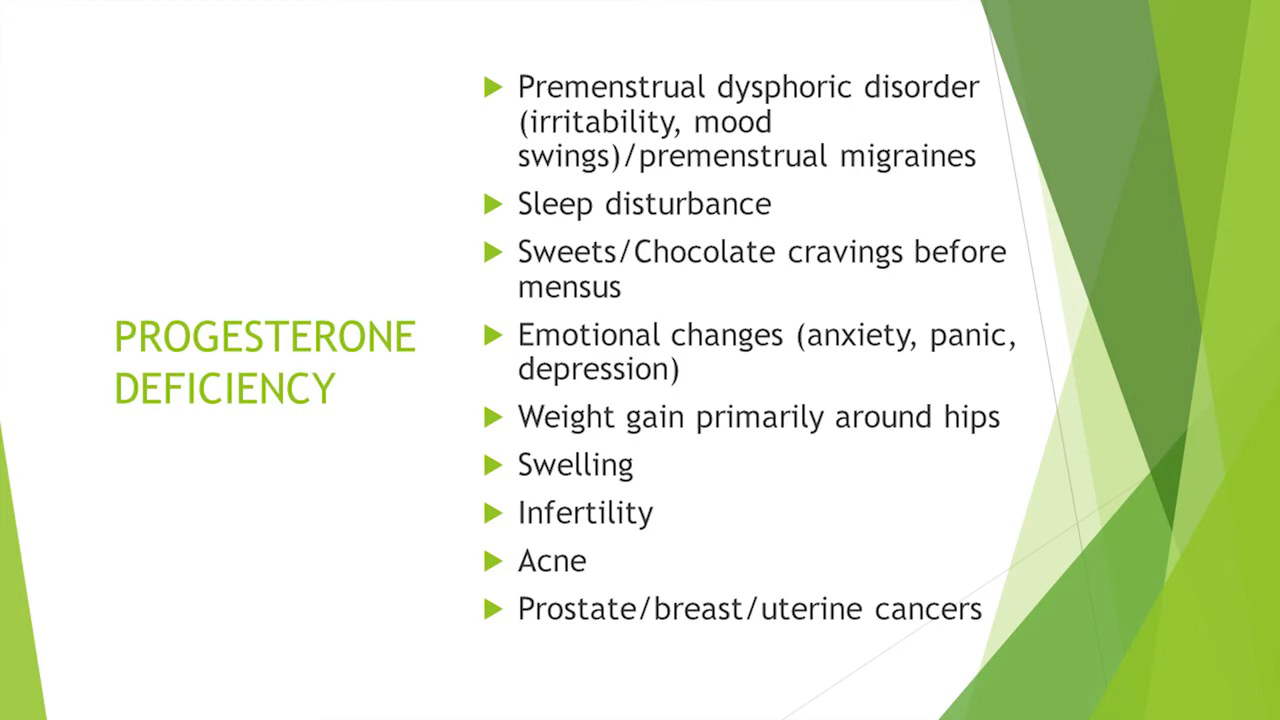 PROGESTERONE
DEFICIENCY
Premenstrual dysphoric disorder
(irritability, mood
swings)/premenstrual migraines
Sleep disturbance
Sweets/Chocolate cravings before
mensus
Emotional changes (anxiety, panic,
depression)
Weight gain primarily around hips
Swelling
Infertility
Acne
Prostate/breast/uterine cancers